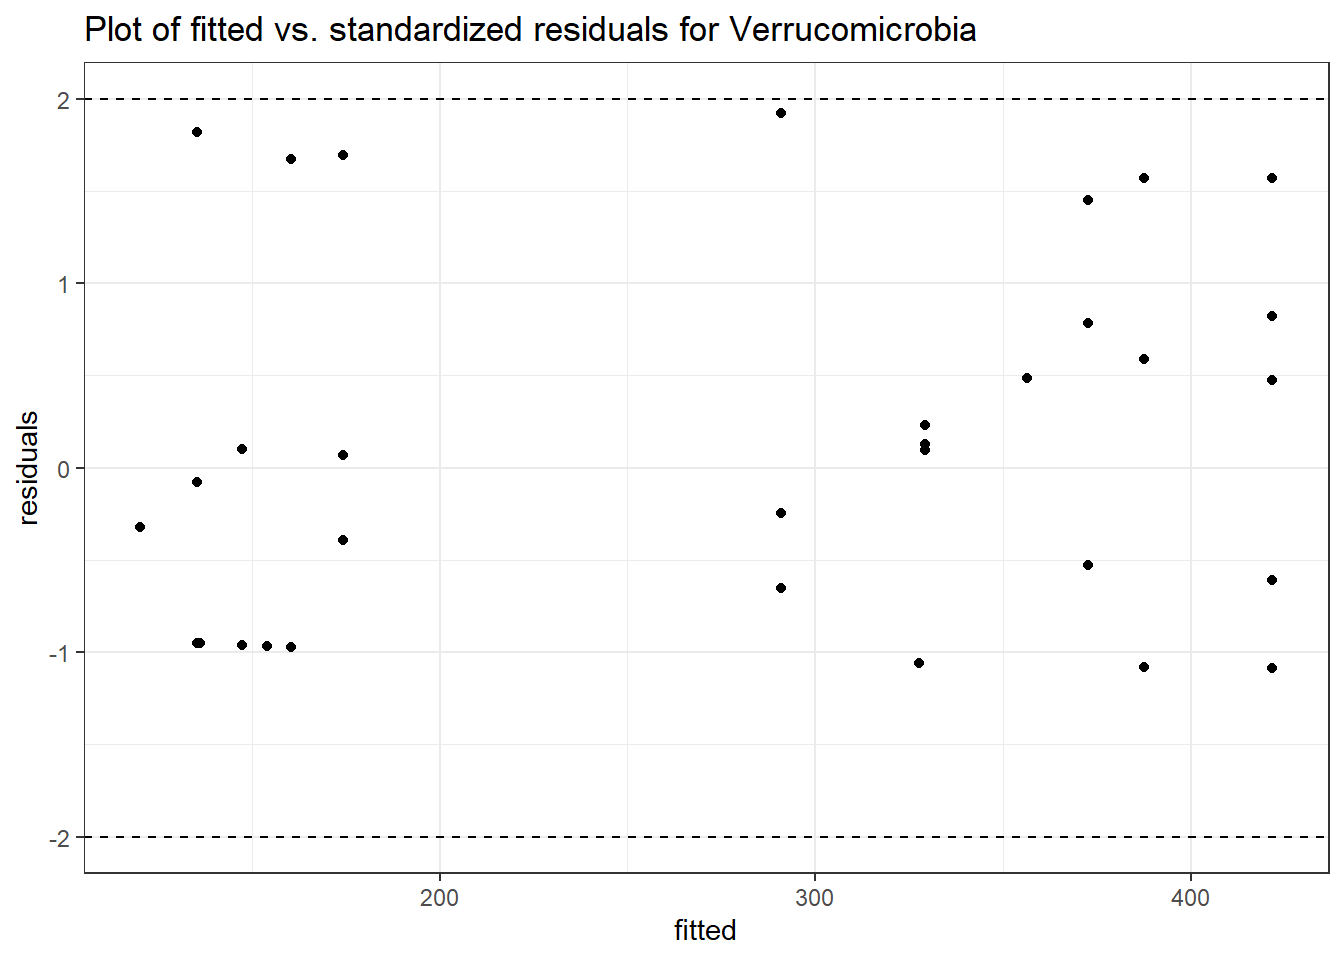 Plot of fitted vs. standardized residuals for Verrucomicrobia
2
1
0
-1
-2
residuals
200 300 400
fitted